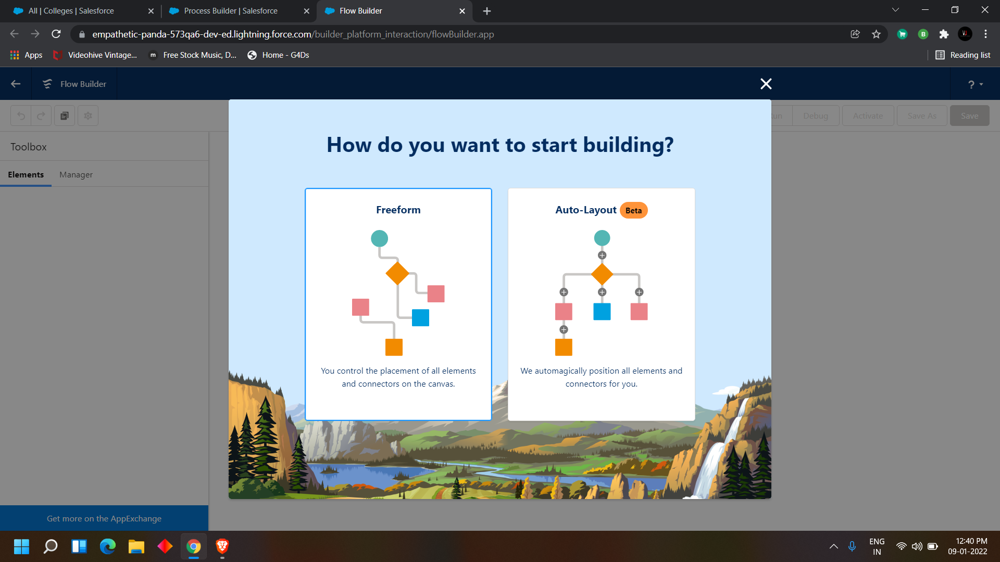 All | Colleges | Salesforce
Process Builder | Salesforce
Flow Builder
empathetic-panda-573qa6-dev-ed.lightning.force.com/builder_platform_interaction/flowBuilder.app
Apps
Videohive Vintage...
m
Free Stock Music, D...
Home - G4Ds
Reading list
Flow Builder
?
Debug
Activate
Save As
Save
Toolbox
Elements
Manager
How do you want to start building?
Freeform
You control the placement of all elements
and connectors on the canvas.
Auto-Layout Beta
We automagically position all elements and
connectors for you.
Get more on the AppExchange
ENG
IN
12:40 PM
09-01-2022